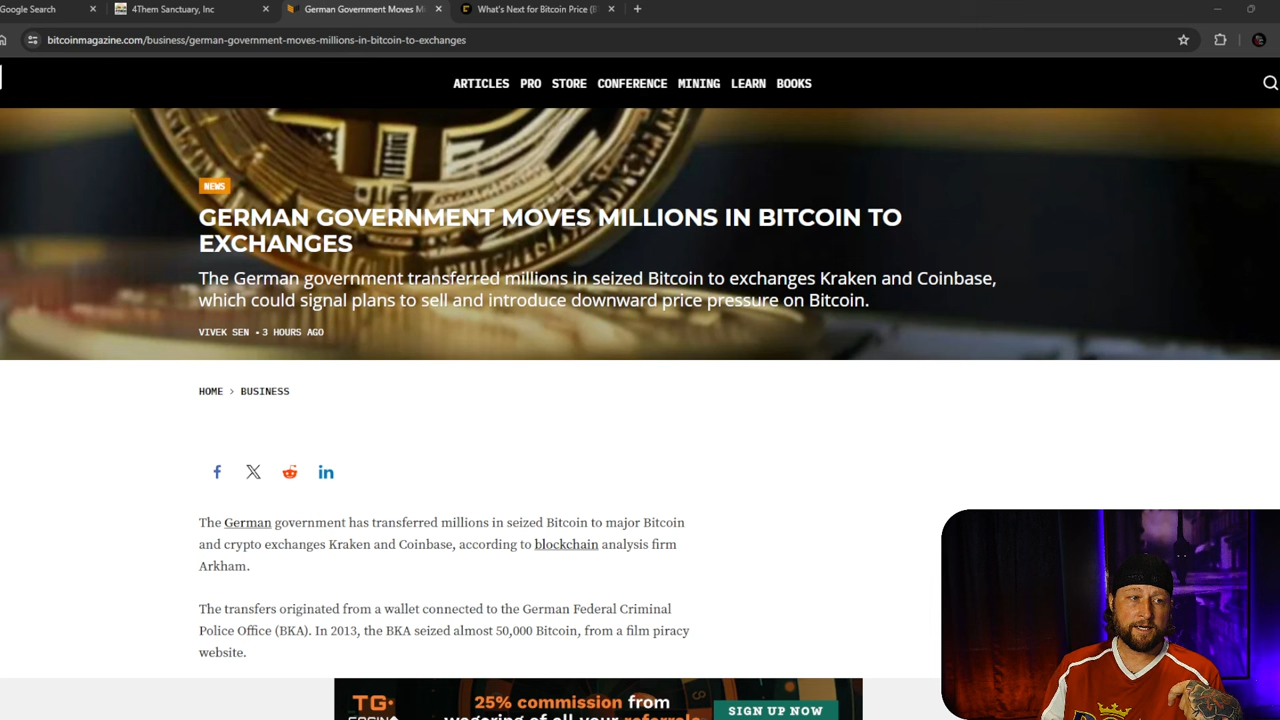 Google Search
4Them Sanctuary, Inc
German Government Moves M
What's Next for Bitcoin Price (B
bitcoinmagazine.com/business/german-government-moves-millions-in-bitcoin-to-exchanges
ARTICLES PRO STORE CONFERENCE MINING LEARN BOOKS
NEWS
GERMAN GOVERNMENT MOVES MILLIONS IN BITCOIN TO
EXCHANGES
The German government transferred millions in seized Bitcoin to exchanges Kraken and Coinbase,
which could signal plans to sell and introduce downward price pressure on Bitcoin.
VIVEK SEN • 3 HOURS AGO
HOME > BUSINESS
The German government has transferred millions in seized Bitcoin to major Bitcoin
and crypto exchanges Kraken and Coinbase, according to blockchain analysis firm
Arkham.
The transfers originated from a wallet connected to the German Federal Criminal
Police Office (BKA). In 2013, the BKA seized almost 50,000 Bitcoin, from a film piracy
website.
TG.
25% commission from
SIGN UP NOW
wagering of all your referrals